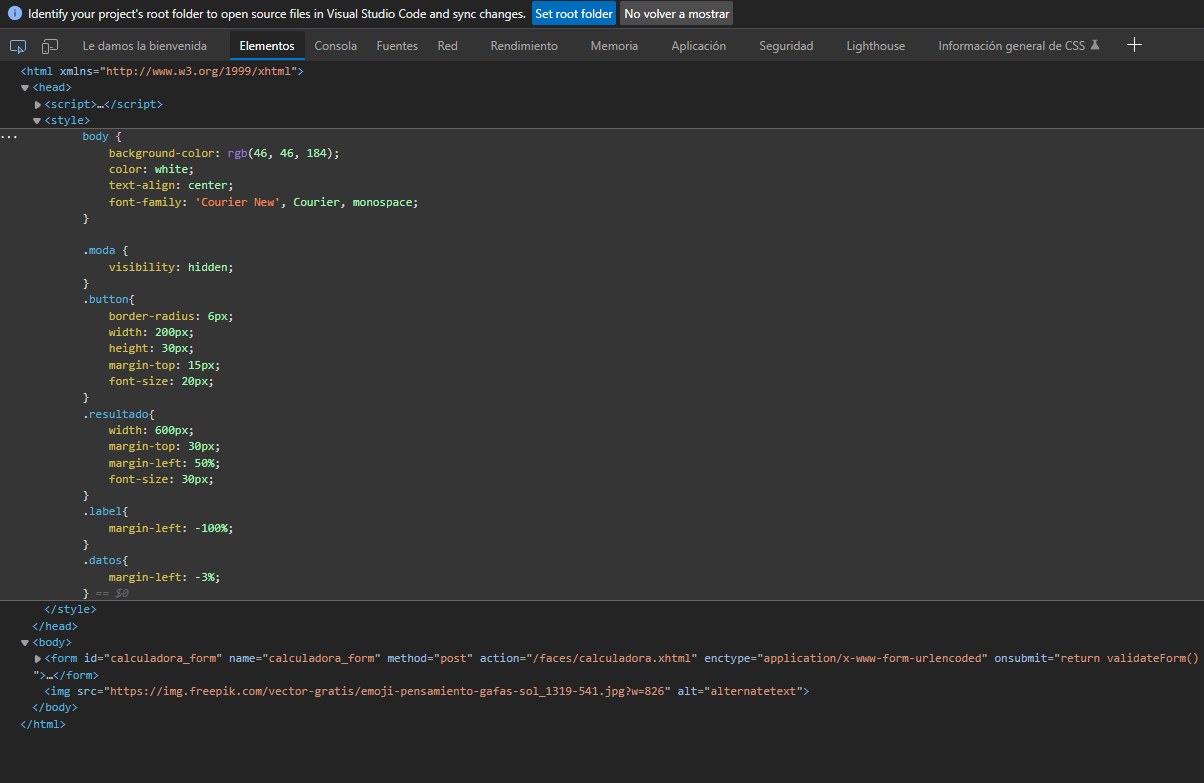 Identify your project's root folder to open source files in Visual Studio Code and sync changes. Set root folder No volver a mostrar
Le damos la bienvenida Elementos Consola Fuentes Red Rendimiento Memoria Aplicación Seguridad Lighthouse Información general de CSS
<html xmlns="http://www.w3.org/1999/xhtml">
<head>
<script>…</script>
<style>
body {
background-color: rgb(46, 46, 184);
color: white;
text-align: center;
font-family: 'Courier New', Courier, monospace;
}
.moda {
visibility: hidden;
}
.button{
border-radius: 6px;
width: 200px;
height: 30px;
margin-top: 15px;
font-size: 20px;
}
.resultado{
width: 600px;
margin-top: 30px;
margin-left: 50%;
font-size: 30px;
}
.label{
margin-left: -100%;
}
.datos{
margin-left: -3%;
} == $0
</style>
</head>
<body>
<form id="calculadora_form" name="calculadora_form" method="post" action="/faces/calculadora.xhtml" enctype="application/x-www-form-urlencoded" onsubmit="return validateForm()
">…</form>
<img src="https://img.freepik.com/vector-gratis/emoji-pensamiento-gafas-sol_1319-541.jpg?w=826" alt="alternatetext">
</body>
</html>